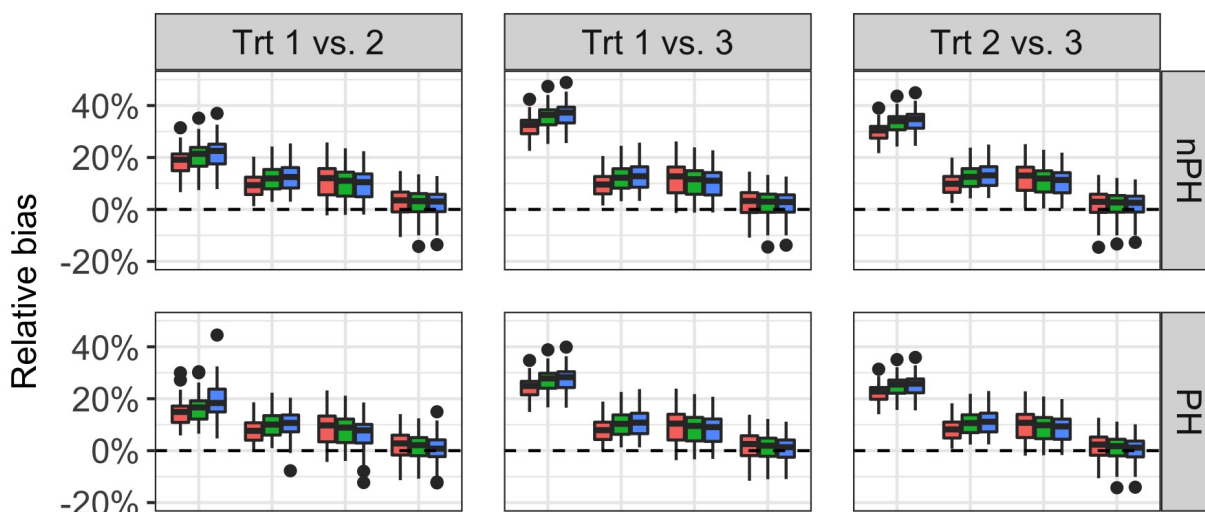 Trt 1 vs. 2
Trt 1 vs. 3
Trt 2 vs. 3
Relative bias
40%
20%
0%
-20%
nPH
40%
20%
0%
-20%
PH